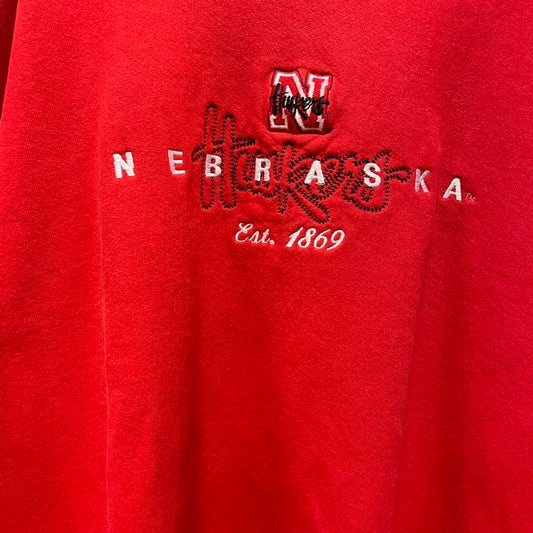 N
Huskers
Huskers
NEBRASKA
Est. 1869